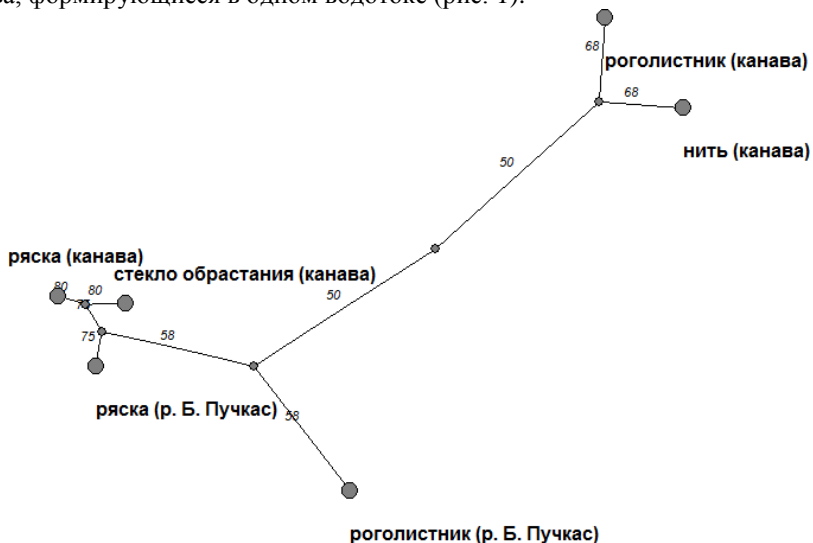 ва, формирующиеся в одном водотоке (рис. 1).
68
роголистник (канава)
68
нить (канава)
50
ряска (канава)
стекло обрастания (канава)
80
80
50
75
58
ряска (р. Б. Пучкас)
58
роголистник (р. Б. Пучкас)